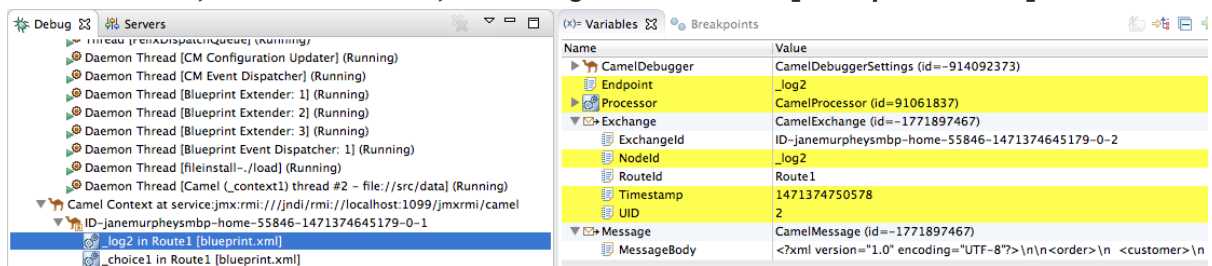 Debug
Servers
Thread [FelixDispatchQueue] (Running)
Daemon Thread [CM Configuration Updater] (Running)
Daemon Thread [CM Event Dispatcher] (Running)
Daemon Thread [Blueprint Extender: 1] (Running)
Daemon Thread [Blueprint Extender: 2] (Running)
Daemon Thread [Blueprint Extender: 3] (Running)
Daemon Thread [Blueprint Event Dispatcher: 1] (Running)
Daemon Thread [fileinstall-./load] (Running)
Daemon Thread [Camel (_context1) thread #2 - file://src/data] (Running)
Camel Context at service:jmx:rmi:///jndi/rmi://localhost:1099/jmxrmi/camel
ID-janemurpheysmbp-home-55846-1471374645179-0-1
_log2 in Route1 [blueprint.xml]
_choice1 in Route1 [blueprint.xml]
(x)= Variables
Breakpoints
Name Value
CamelDebugger CamelDebuggerSettings (id=-914092373)
Endpoint _log2
Processor CamelProcessor (id=91061837)
Exchange CamelExchange (id=-1771897467)
ExchangeId ID-janemurpheysmbp-home-55846-1471374645179-0-2
NodeId _log2
RouteId Route1
Timestamp 1471374750578
UID 2
Message CamelMessage (id=-1771897467)
MessageBody <?xml version="1.0" encoding="UTF-8"?>\n\n<order>\n <customer>\n